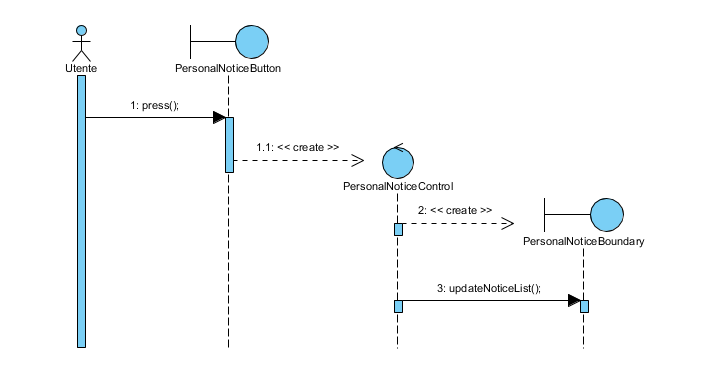 Utente
PersonalNoticeButton
1: press();
1.1: << create >>
PersonalNoticeControl
2: << create >>
PersonalNoticeBoundary
3: updateNoticeList();